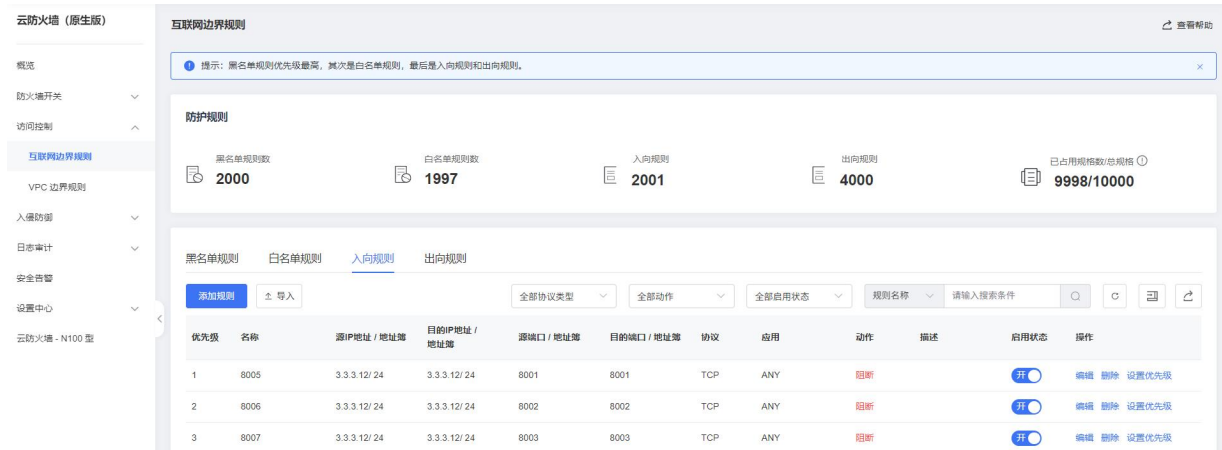 云防火墙（原生版）
互联网边界规则
查看帮助
提示：黑名单规则优先级最高，其次是白名单规则，最后是入向规则和出向规则。
概览
防火墙开关
访问控制
互联网边界规则
VPC 边界规则
入侵防御
日志审计
安全告警
设置中心
云防火墙 - N100 型
防护规则
黑名单规则数
2000
白名单规则数
1997
入向规则
2001
出向规则
4000
已占用规格数/总规格
9998/10000
黑名单规则 白名单规则 入向规则 出向规则
添加规则 导入 全部协议类型 全部动作 全部启用状态 规则名称 请输入搜索条件
优先级 名称 源IP地址 / 地址簿 目的IP地址 / 地址簿 源端口 / 地址簿 目的端口 / 地址簿 协议 应用 动作 描述 启用状态 操作
1 8005 3.3.3.12/ 24 3.3.3.12/ 24 8001 8001 TCP ANY 阻断 开 编辑 删除 设置优先级
2 8006 3.3.3.12/ 24 3.3.3.12/ 24 8002 8002 TCP ANY 阻断 开 编辑 删除 设置优先级
3 8007 3.3.3.12/ 24 3.3.3.12/ 24 8003 8003 TCP ANY 阻断 开 编辑 删除 设置优先级